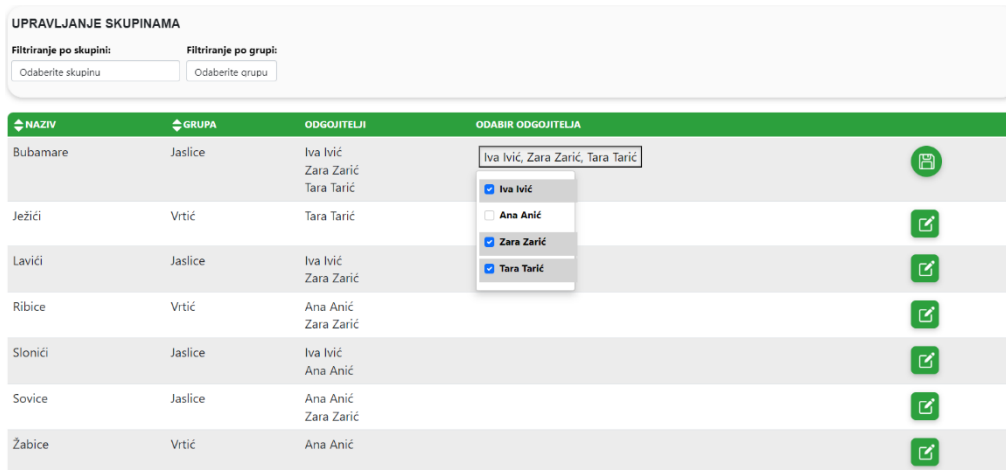 UPRAVLJANJE SKUPINAMA
Filtriranje po skupini: Filtriranje po grupi:
Odaberite skupinu Odaberite grupu
NAZIV GRUPA ODGOJITELJI ODABIR ODGOJITELJA
Bubamare Jaslice Iva Ivić Iva Ivić, Zara Zarić, Tara Tarić
Zara Zarić
Tara Tarić
Iva Ivić
Ana Anić
Zara Zarić
Tara Tarić
Ježići Vrtić Tara Tarić
Lavići Jaslice Iva Ivić
Zara Zarić
Ribice Vrtić Ana Anić
Zara Zarić
Slonići Jaslice Iva Ivić
Ana Anić
Sovice Jaslice Ana Anić
Zara Zarić
Žabice Vrtić Ana Anić